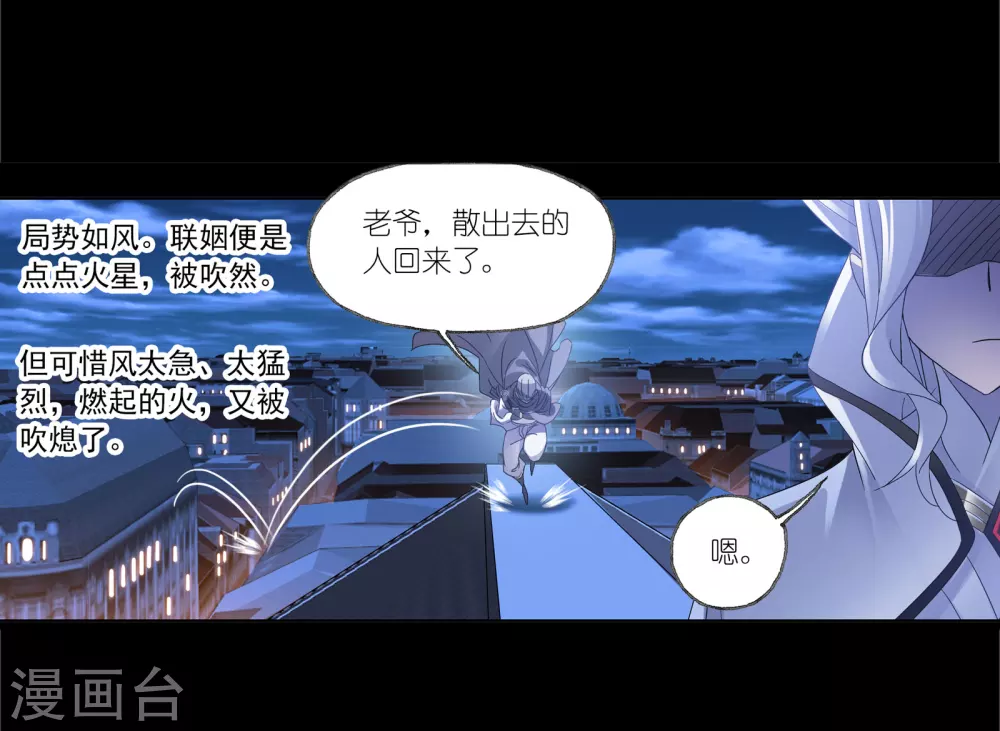 局势如风。联姻便是
点点火星，被吹然。
但可惜风太急、太猛
烈，燃起的火，又被
吹熄了。
老爷，散出去的
人回来了。
嗯。
漫画台